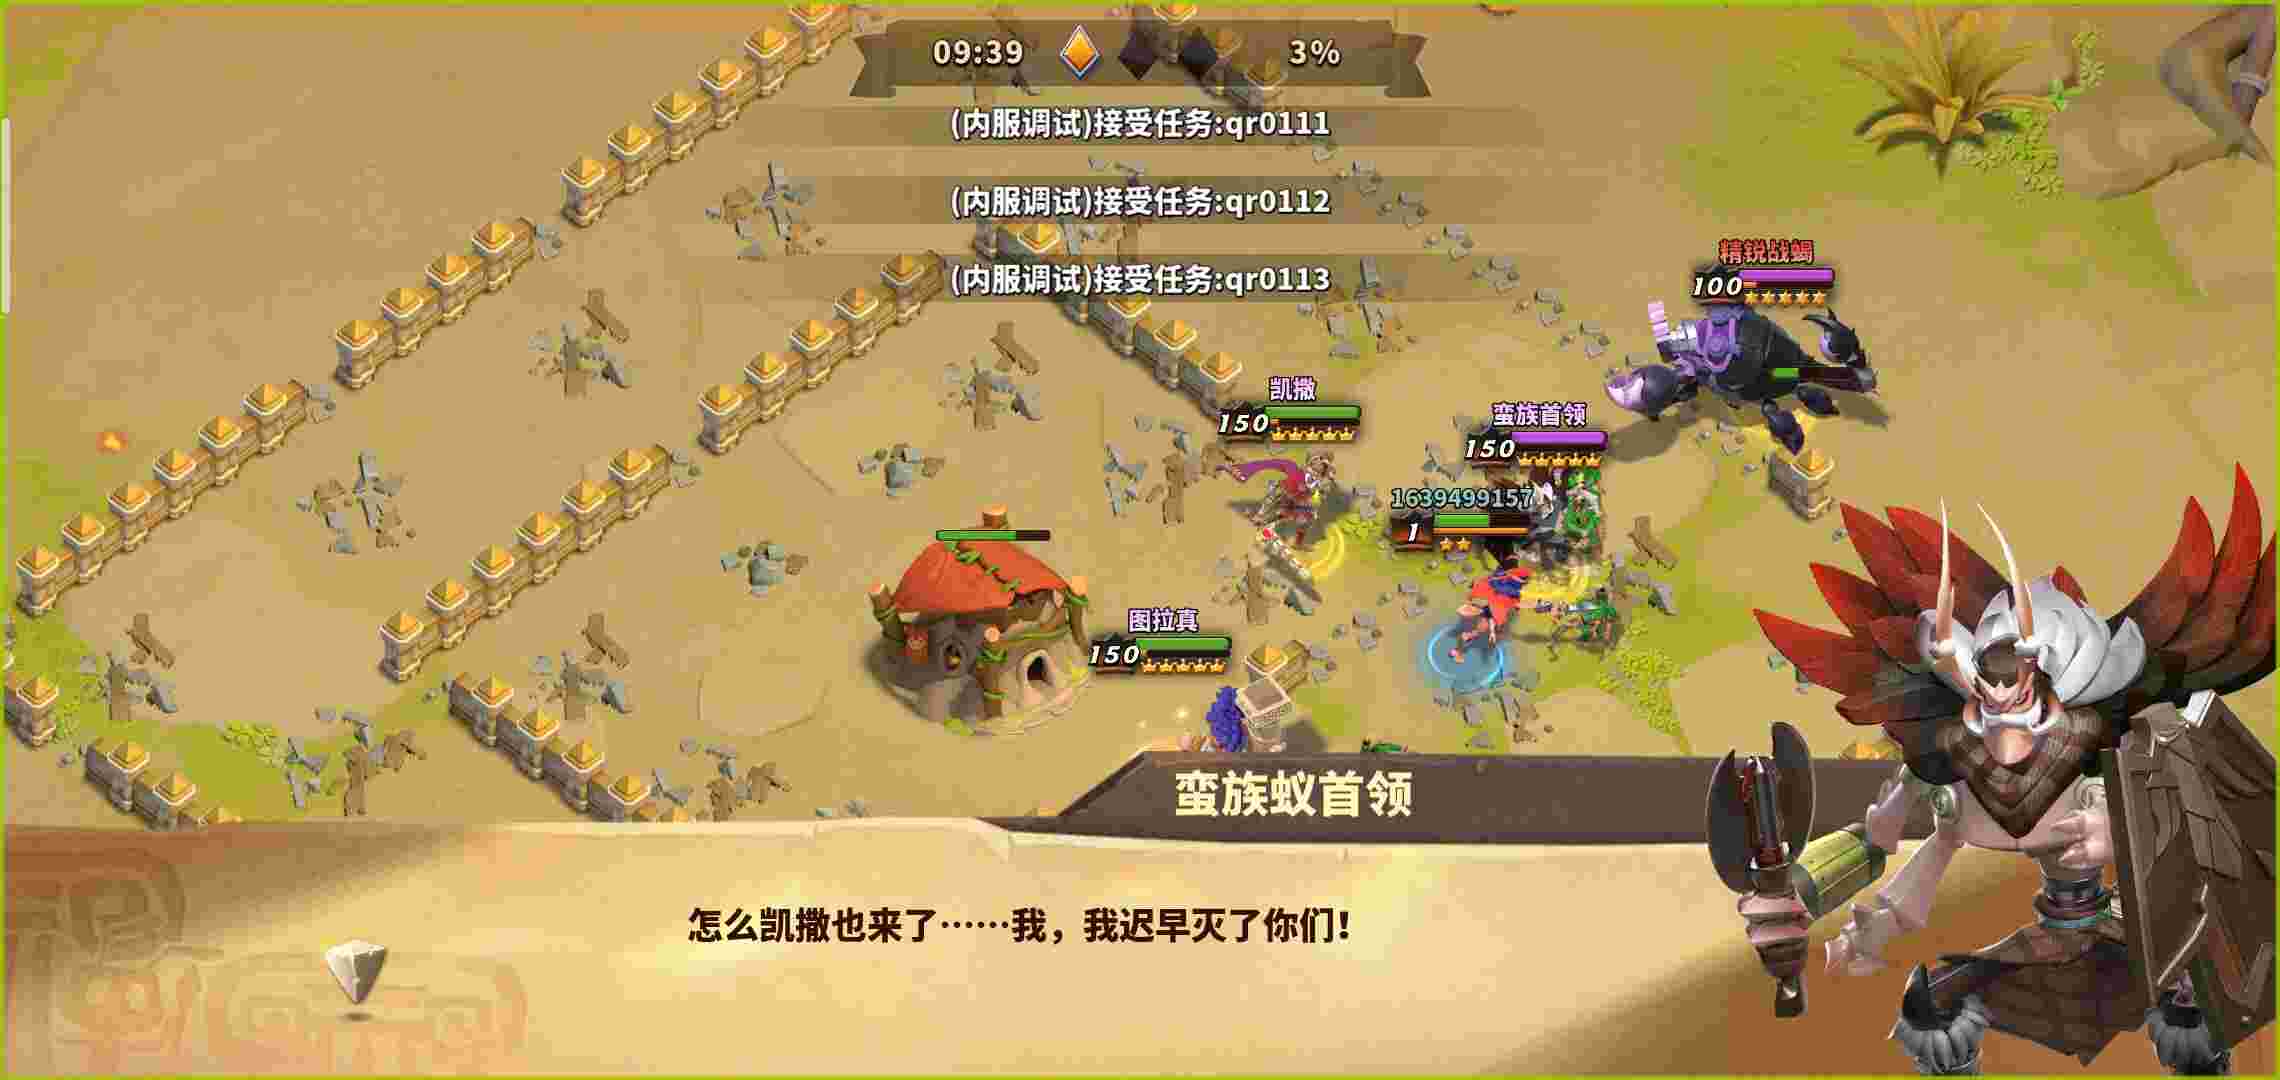 09:39 3%
(内服调试)接受任务:qr0111
(内服调试)接受任务:qr0112
(内服调试)接受任务:qr0113
精锐战蝎
100
凯撒
150
蛮族首领
150
1639499157
1
图拉真
150
蛮族蚁首领
怎么凯撒也来了……我，我迟早灭了你们！